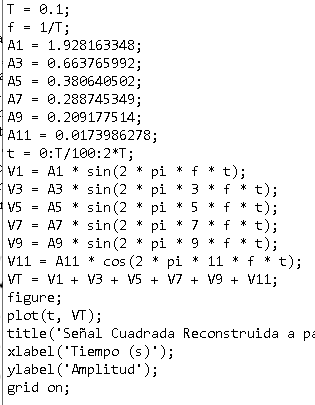 T = 0.1;
f = 1/T;
A1 = 1.928163348;
A3 = 0.663765992;
A5 = 0.380640502;
A7 = 0.288745349;
A9 = 0.209177514;
A11 = 0.0173986278;
t = 0:T/100:2*T;
V1 = A1 * sin(2 * pi * f * t);
V3 = A3 * sin(2 * pi * 3 * f * t);
V5 = A5 * sin(2 * pi * 5 * f * t);
V7 = A7 * sin(2 * pi * 7 * f * t);
V9 = A9 * sin(2 * pi * 9 * f * t);
V11 = A11 * cos(2 * pi * 11 * f * t);
VT = V1 + V3 + V5 + V7 + V9 + V11;
figure;
plot(t, VT);
title('Señal Cuadrada Reconstruida a pa
xlabel('Tiempo (s)');
ylabel('Amplitud');
grid on;